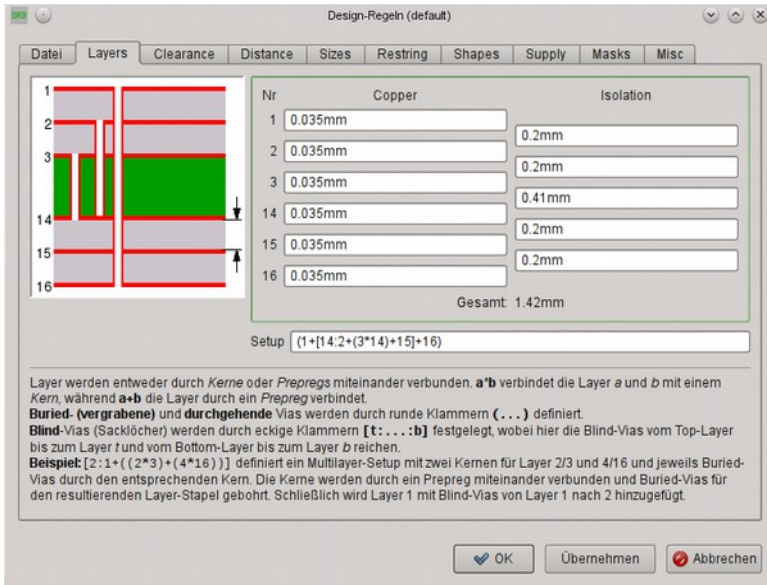 Design-Regeln (default)
Datei Layers Clearance Distance Sizes Restring Shapes Supply Masks Misc
1
2
3
14
15
16
Nr Copper Isolation
1 0.035mm
0.2mm
2 0.035mm
0.2mm
3 0.035mm
0.41mm
14 0.035mm
0.2mm
15 0.035mm
0.2mm
16 0.035mm
Gesamt: 1.42mm
Setup (1+[14:2+(3*14)+15]+16)
Layer werden entweder durch Kerne oder Prepregs miteinander verbunden. a*b verbindet die Layer a und b mit einem
Kern, während a+b die Layer durch ein Prepreg verbindet.
Buried- (vergrabene) und durchgehende Vias werden durch runde Klammern (...) definiert.
Blind-Vias (Sacklöcher) werden durch eckige Klammern [t:...:b] festgelegt, wobei hier die Blind-Vias vom Top-Layer
bis zum Layer t und vom Bottom-Layer bis zum Layer b reichen.
Beispiel: [2:1+((2*3)+(4*16))] definiert ein Multilayer-Setup mit zwei Kernen für Layer 2/3 und 4/16 und jeweils Buried-
Vias durch den entsprechenden Kern. Die Kerne werden durch ein Prepreg miteinander verbunden und Buried-Vias für
den resultierenden Layer-Stapel gebohrt. Schließlich wird Layer 1 mit Blind-Vias von Layer 1 nach 2 hinzugefügt.
OK Übernehmen Abbrechen